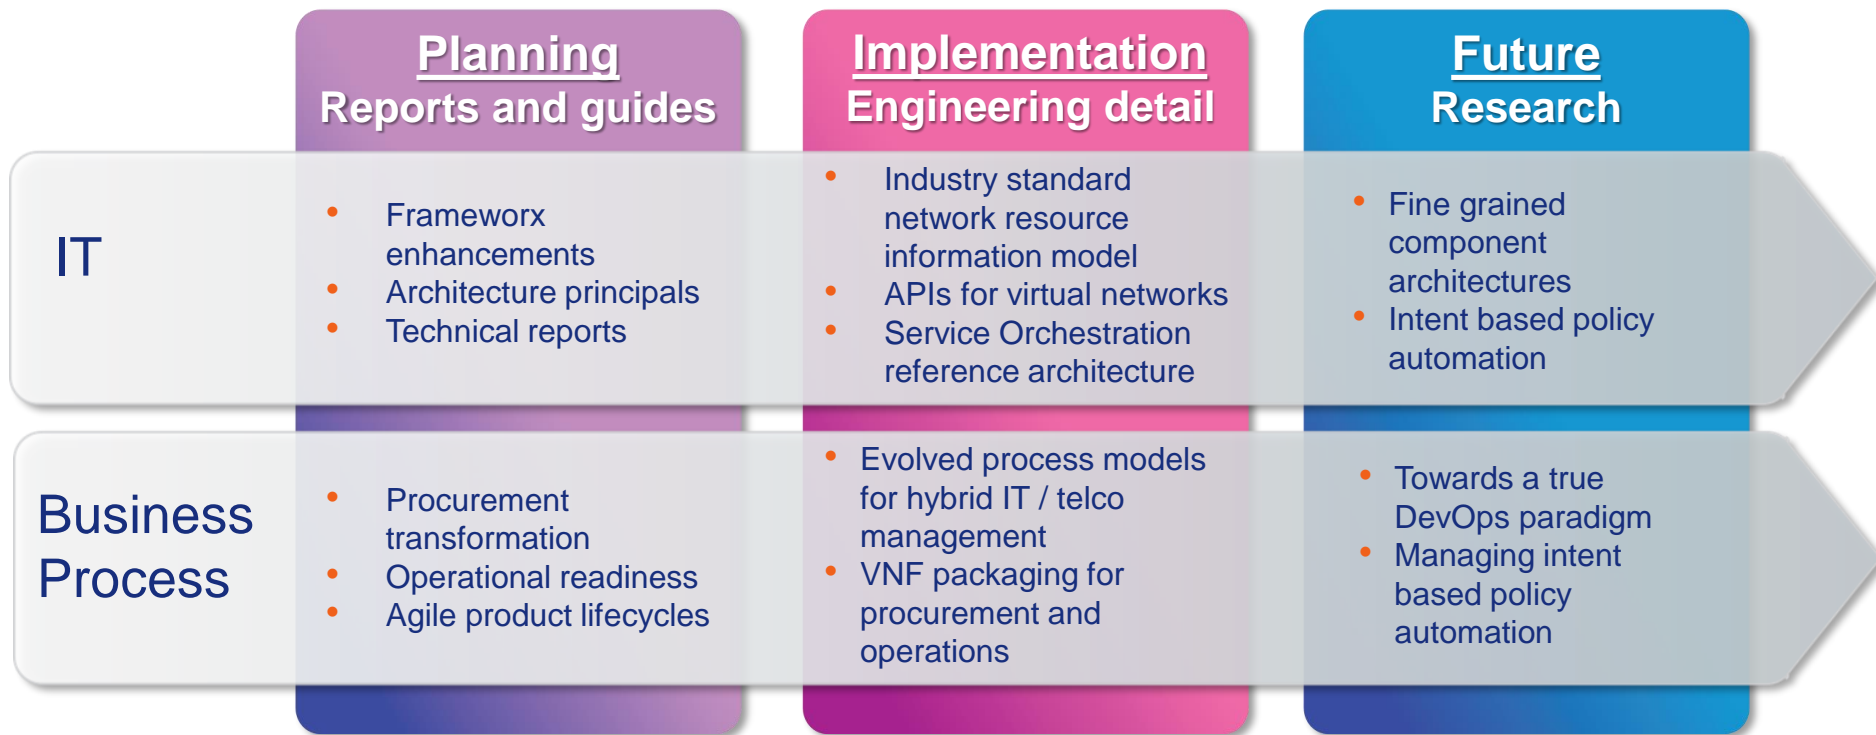 Planning
Reports and guides
Implementation
Engineering detail
Future
Research
IT
• Frameworx
enhancements
• Architecture principals
• Technical reports
• Industry standard
network resource
information model
• APIs for virtual networks
• Service Orchestration
reference architecture
• Fine grained
component
architectures
• Intent based policy
automation
Business
Process
• Procurement
transformation
• Operational readiness
• Agile product lifecycles
• Evolved process models
for hybrid IT / telco
management
• VNF packaging for
procurement and
operations
• Towards a true
DevOps paradigm
• Managing intent
based policy
automation